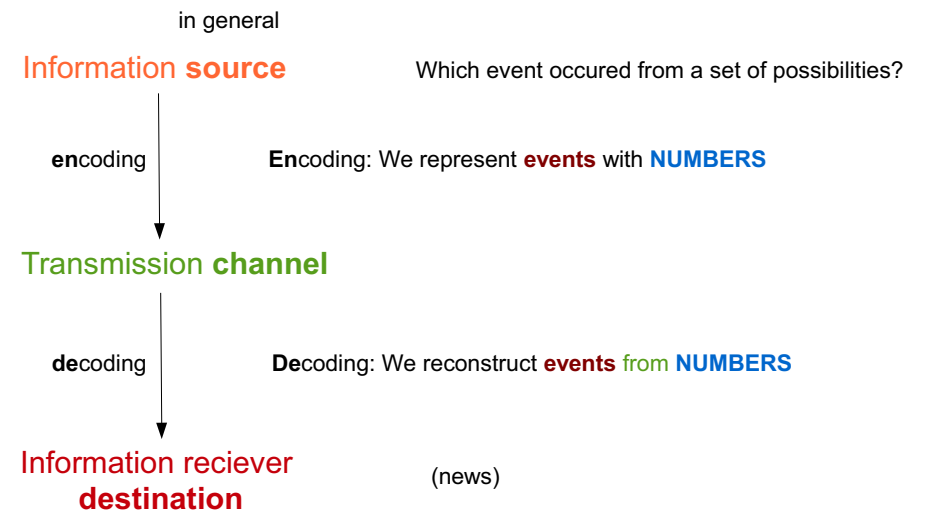 in general
Information source
Which event occured from a set of possibilities?
encoding
Encoding: We represent events with NUMBERS
Transmission channel
decoding
Decoding: We reconstruct events from NUMBERS
Information reciever
destination
(news)